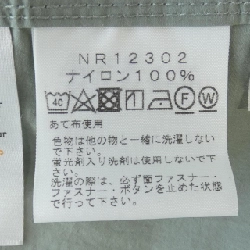 NR12302
ナイロン100%
40 F W
あて布使用
色物は他の物と一緒に洗濯しない
で下さい。
蛍光剤入り洗剤は使用しないで下
さい。
洗濯の際は、必ず面ファスナー・
ファスナー・ボタンを止めた状態
で行って下さい。